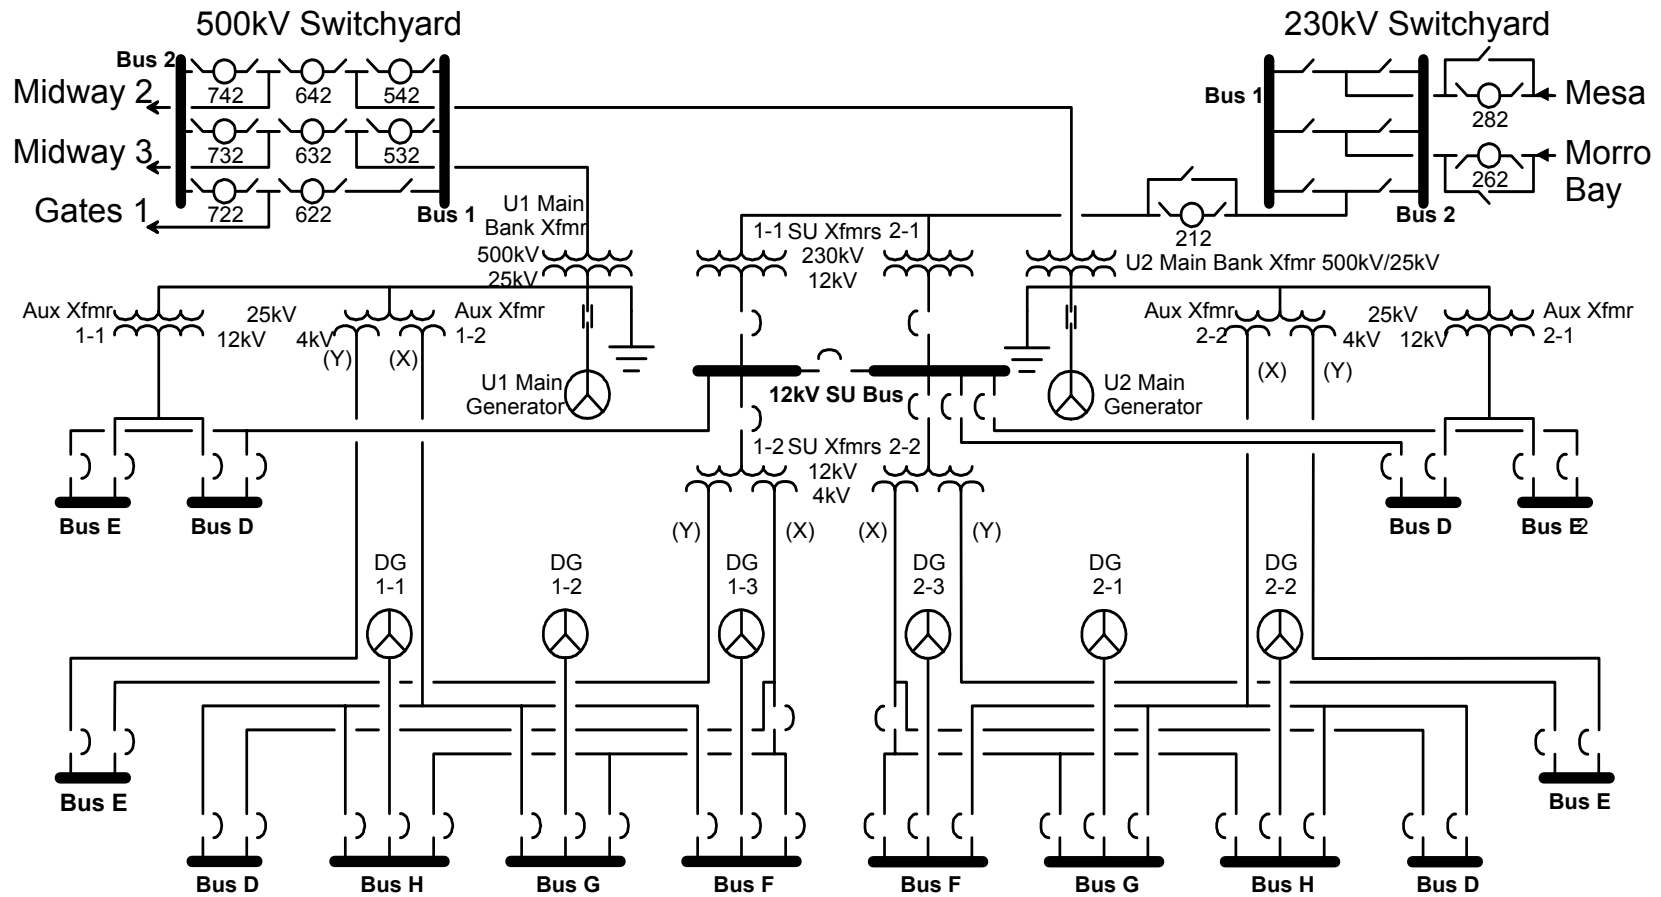 500kV Switchyard
230kV Switchyard
Bus 2
Midway 2
742
642
542
Midway 3
732
632
532
Gates 1
722
622
Bus 1
Bus 1
Mesa
282
Morro
Bay
262
Bus 2
212
U1 Main
Bank Xfmr
500kV
25kV
1-1 SU Xfmrs 2-1
230kV
12kV
U2 Main Bank Xfmr 500kV/25kV
Aux Xfmr
1-1
25kV
12kV
4kV
Aux Xfmr
1-2
(Y)
(X)
U1 Main
Generator
12kV SU Bus
U2 Main
Generator
Aux Xfmr
2-2
25kV
4kV
12kV
Aux Xfmr
2-1
(X)
(Y)
1-2 SU Xfmrs 2-2
12kV
4kV
Bus E
Bus D
Bus D
Bus E2
(Y)
(X)
(X)
(Y)
DG
1-1
DG
1-2
DG
1-3
DG
2-3
DG
2-1
DG
2-2
Bus E
Bus E
Bus D
Bus H
Bus G
Bus F
Bus F
Bus G
Bus H
Bus D